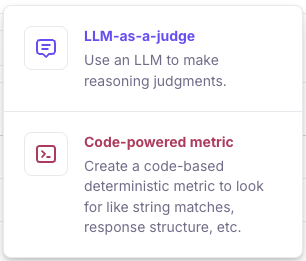 LLM-as-a-judge
Use an LLM to make
reasoning judgments.
Code-powered metric
Create a code-based
deterministic metric to look
for like string matches,
response structure, etc.